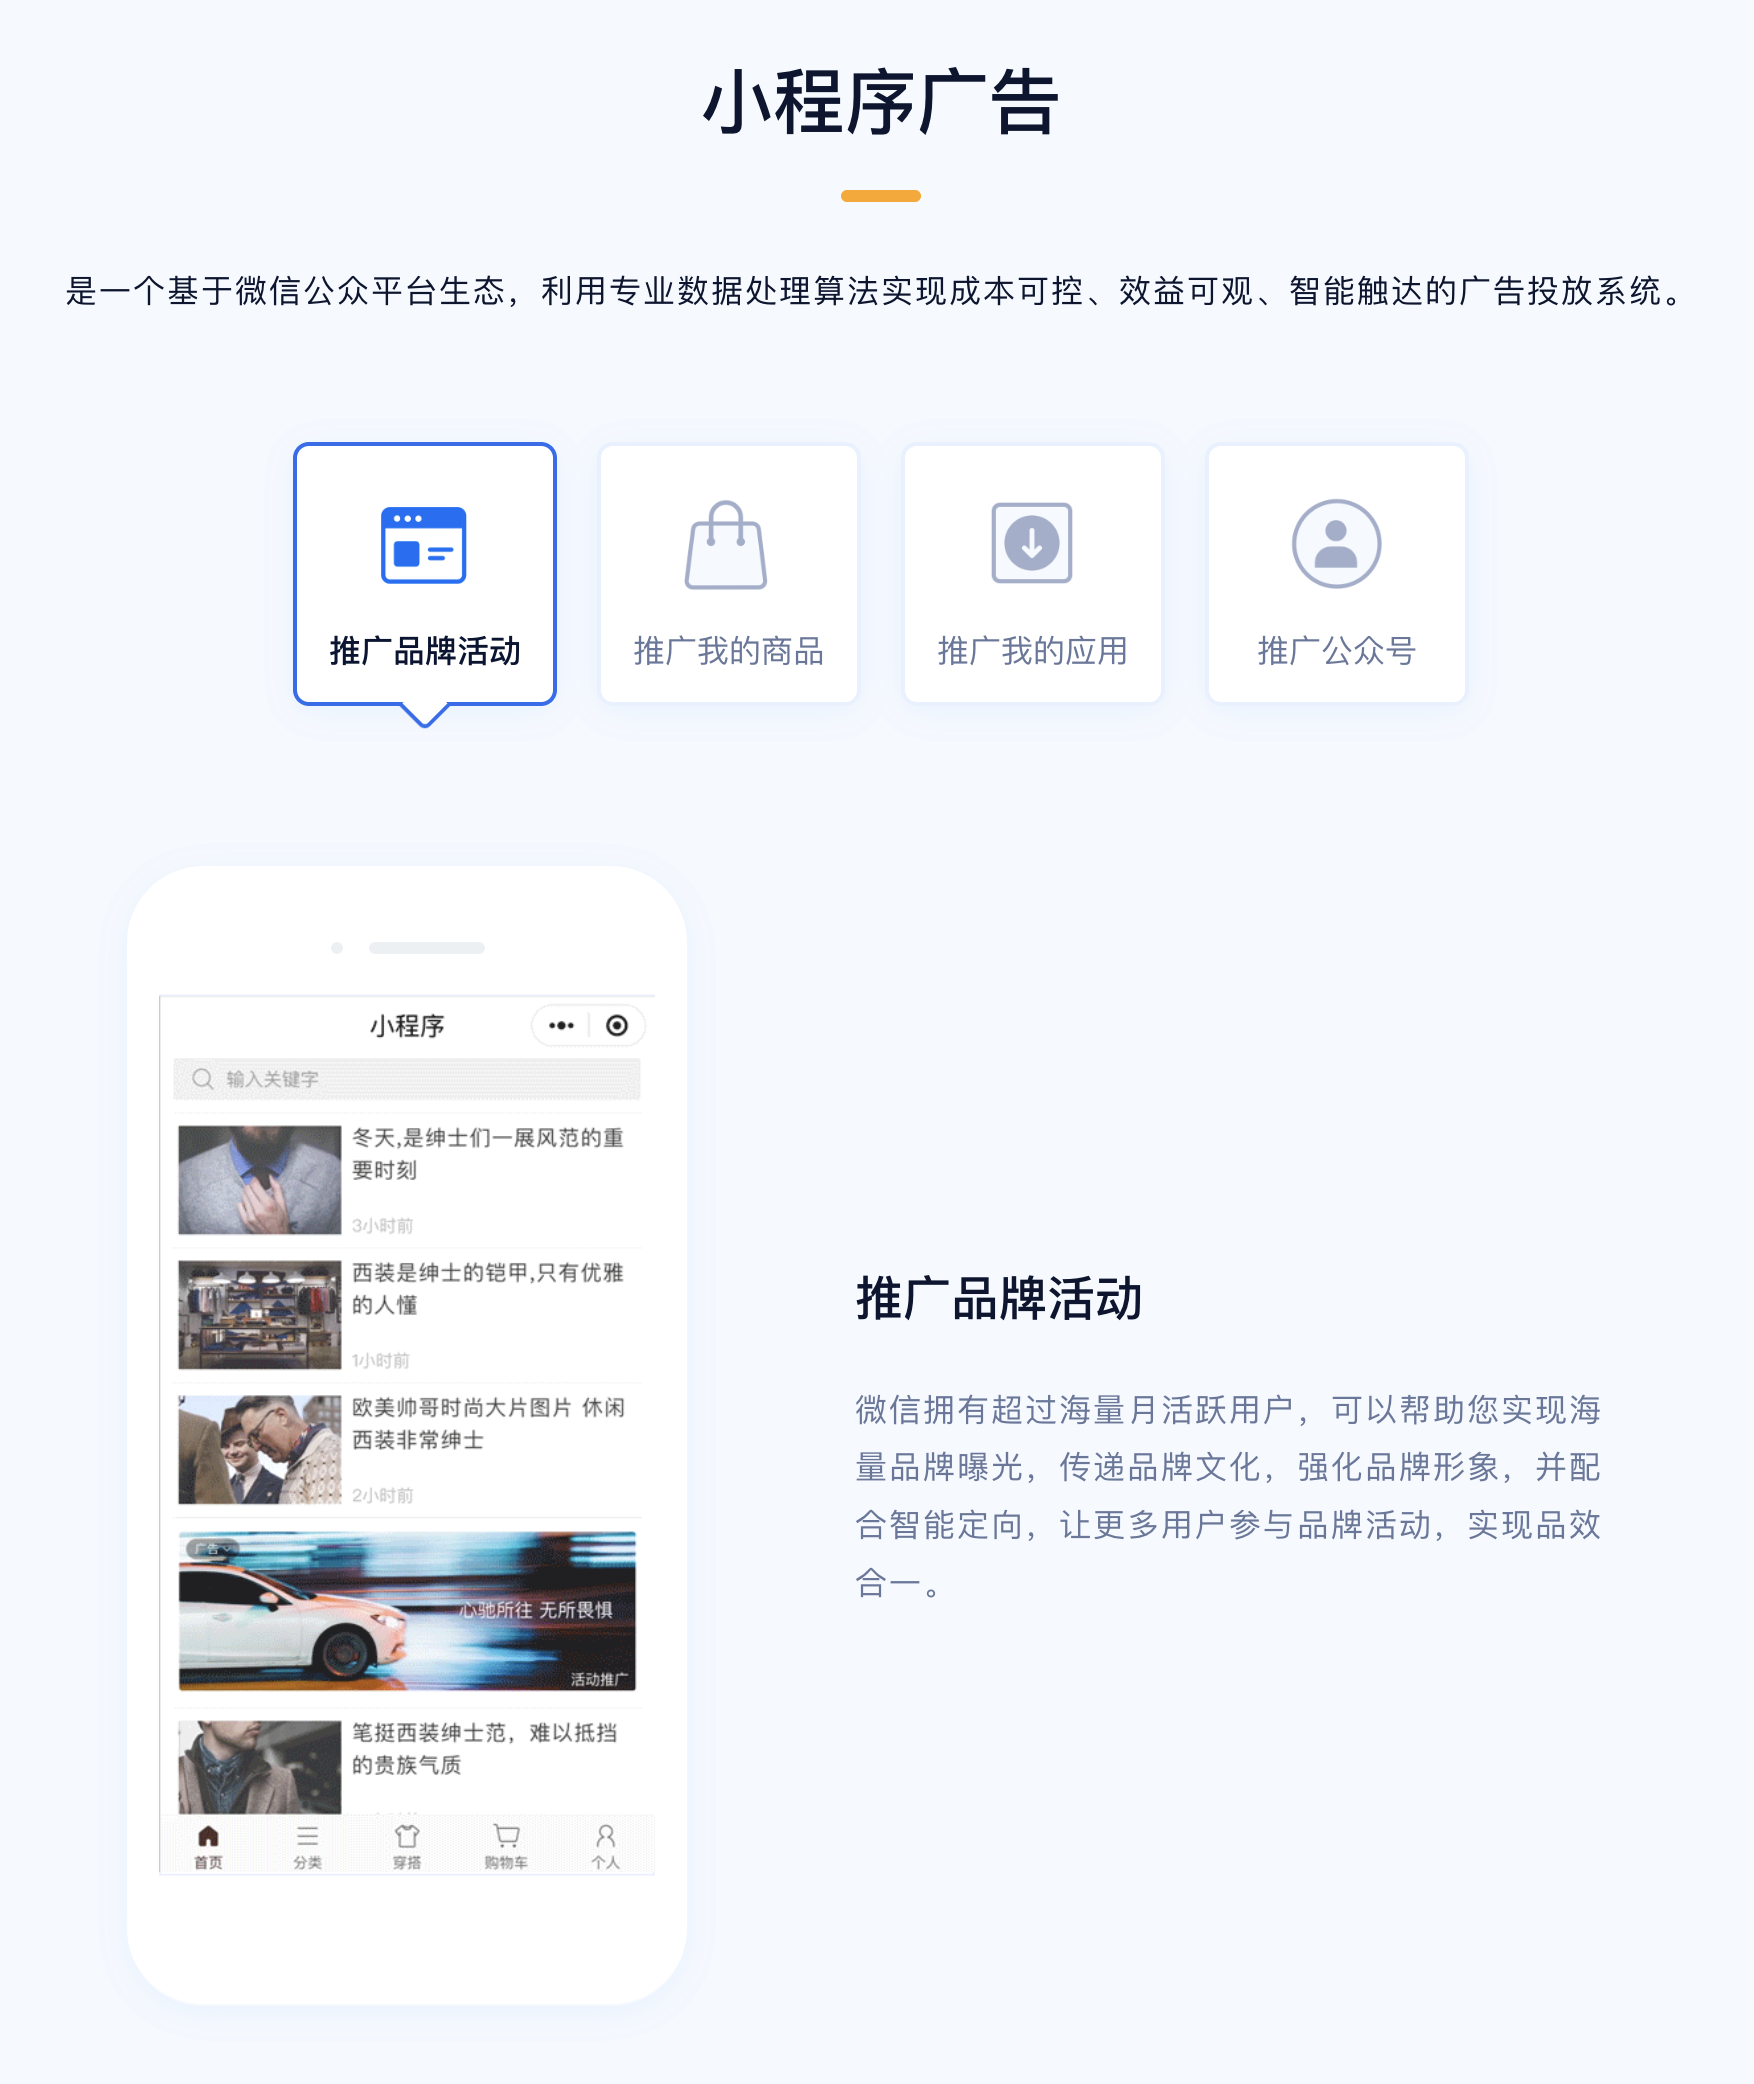 小程序广告
是一个基于微信公众平台生态，利用专业数据处理算法实现成本可控、效益可观、智能触达的广告投放系统。
推广品牌活动
推广我的商品
推广我的应用
推广公众号
小程序
输入关键字
冬天,是绅士们一展风范的重
要时刻
3小时前
西装是绅士的铠甲,只有优雅
的人懂
1小时前
欧美帅哥时尚大片图片 休闲
西装非常绅士
2小时前
广告
心驰所往 无所畏惧
活动推广
笔挺西装绅士范，难以抵挡
的贵族气质
首页
分类
穿搭
购物车
个人
推广品牌活动
微信拥有超过海量月活跃用户，可以帮助您实现海
量品牌曝光，传递品牌文化，强化品牌形象，并配
合智能定向，让更多用户参与品牌活动，实现品效
合一。